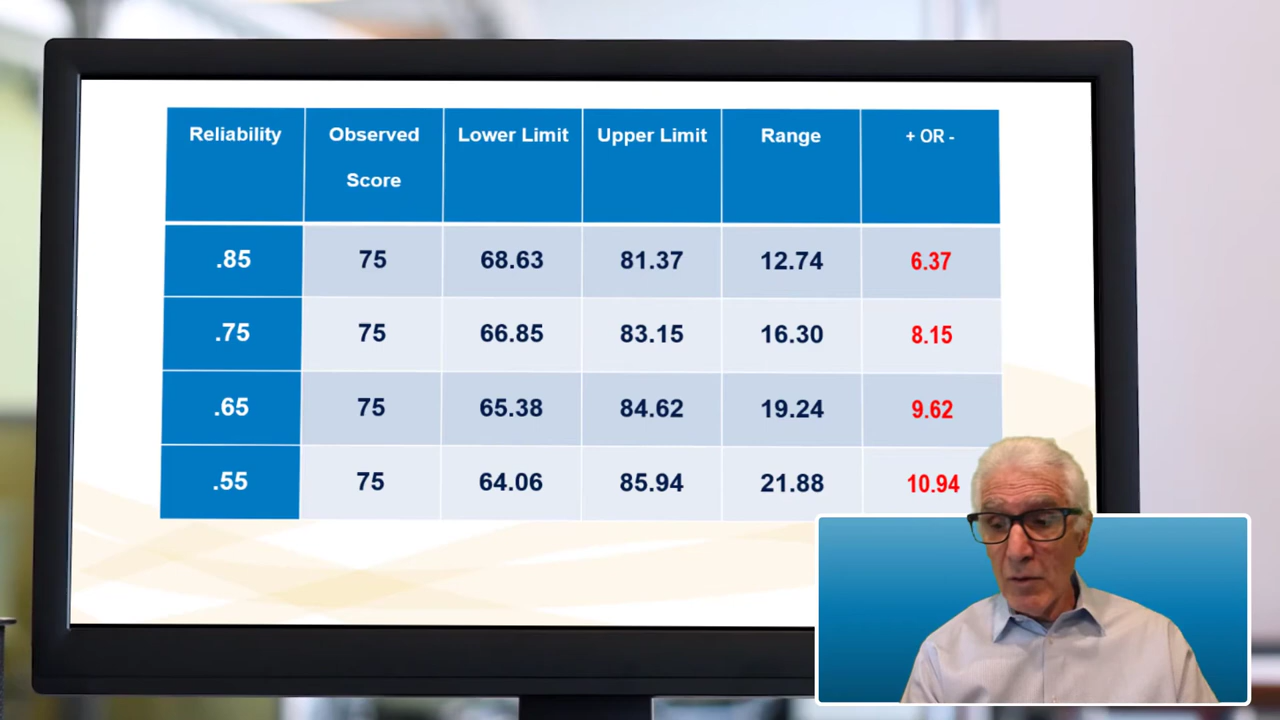 Reliability Observed Score Lower Limit Upper Limit Range + OR -
.85 75 68.63 81.37 12.74 6.37
.75 75 66.85 83.15 16.30 8.15
.65 75 65.38 84.62 19.24 9.62
.55 75 64.06 85.94 21.88 10.94